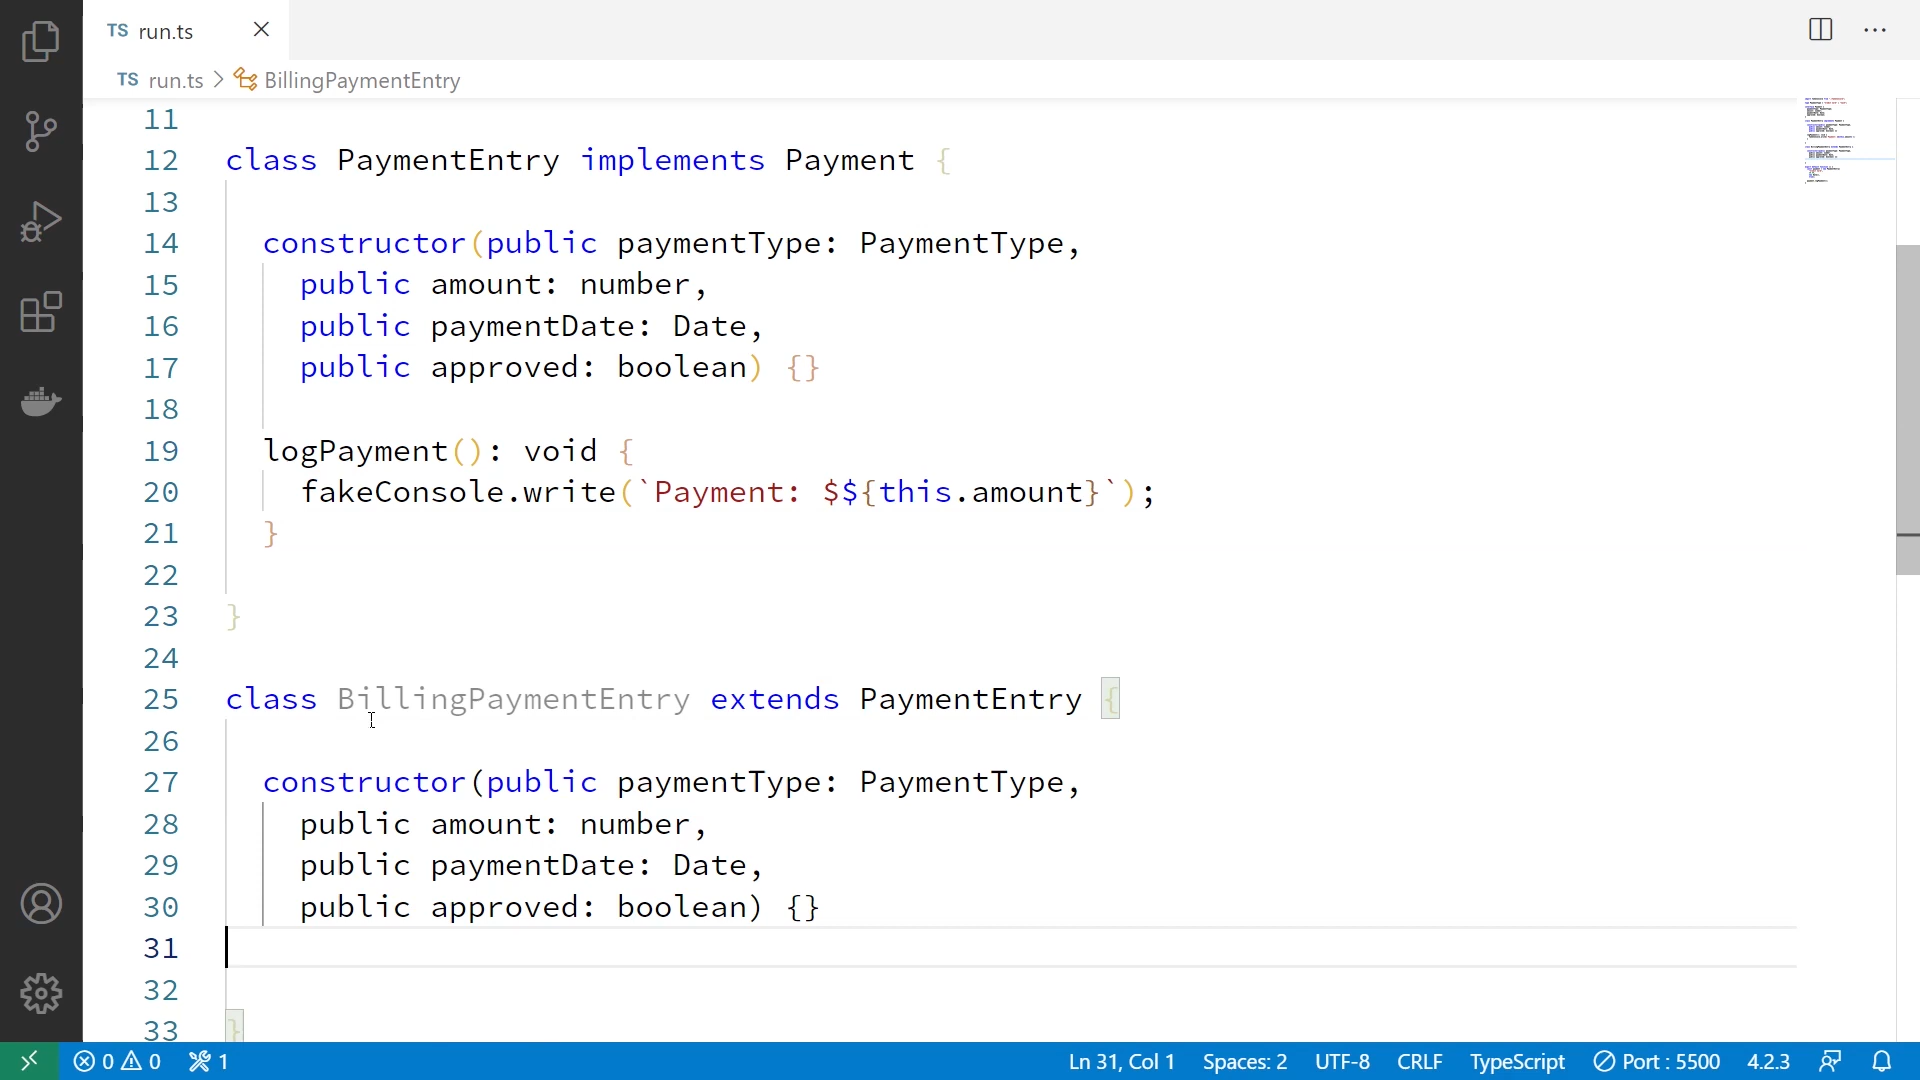 TS run.ts
TS run.ts > BillingPaymentEntry
11
12 class PaymentEntry implements Payment {
13
14 constructor(public paymentType: PaymentType,
15 public amount: number,
16 public paymentDate: Date,
17 public approved: boolean) {}
18
19 logPayment(): void {
20 fakeConsole.write(`Payment: $${this.amount}`);
21 }
22
23 }
24
25 class BillingPaymentEntry extends PaymentEntry {
26
27 constructor(public paymentType: PaymentType,
28 public amount: number,
29 public paymentDate: Date,
30 public approved: boolean) {}
31
32
33 }
0 0 1 Ln 31, Col 1 Spaces: 2 UTF-8 CRLF TypeScript Port : 5500 4.2.3